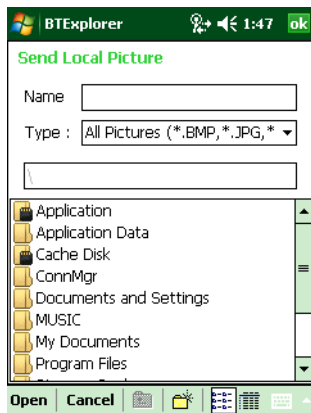 BTExplorer 1:47 ok
Send Local Picture
Name
Type : All Pictures (*.BMP,*.JPG,*
\
Application
Application Data
Cache Disk
ConnMgr
Documents and Settings
MUSIC
My Documents
Program Files
Open Cancel